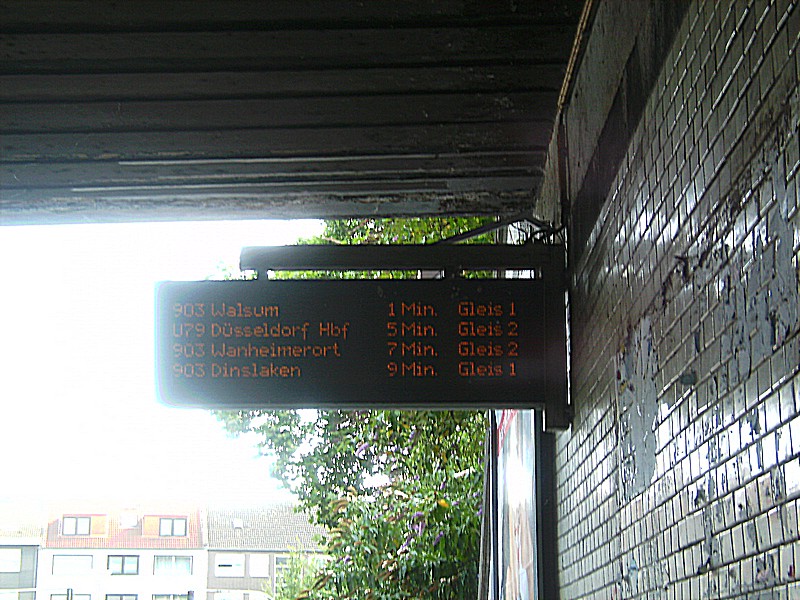 903 Walsum 1 Min. Gleis 1
U79 Düsseldorf Hbf 5 Min. Gleis 2
903 Wanheimerort 7 Min. Gleis 2
903 Dinslaken 9 Min. Gleis 1